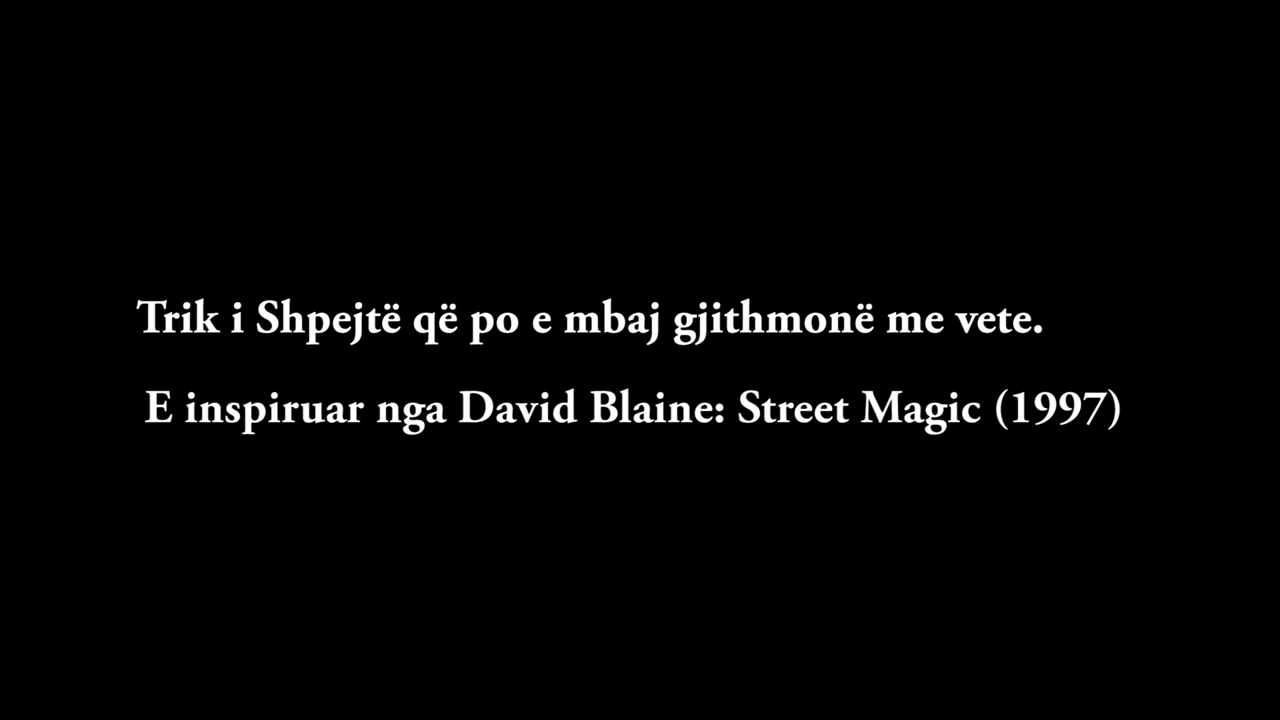 Trik i Shpejtë që po e mbaj gjithmonë me vete.
E inspiruar nga David Blaine: Street Magic (1997)